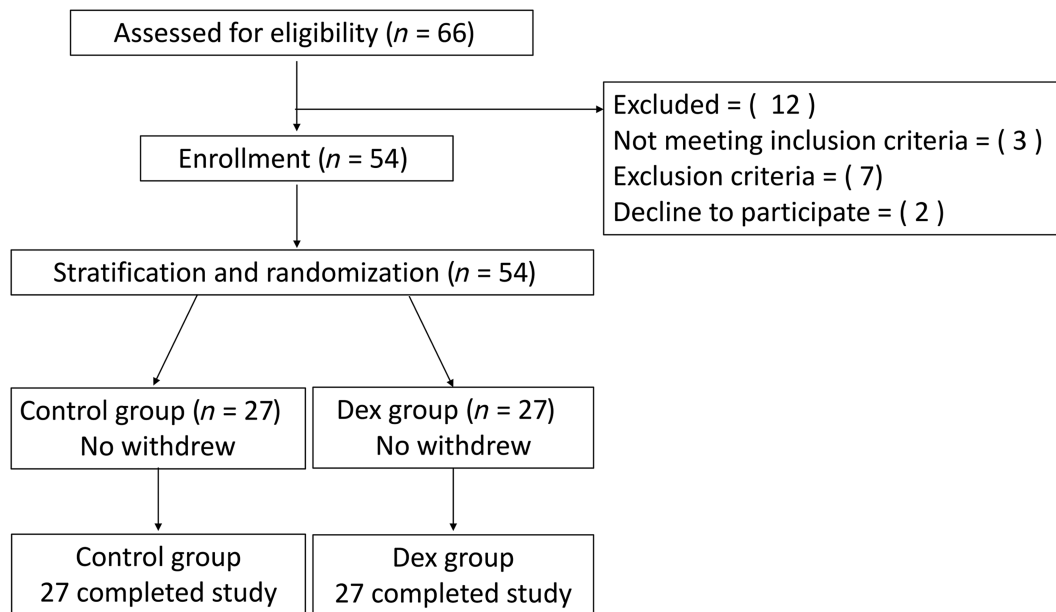 Assessed for eligibility (n = 66)
Excluded = ( 12 )
Not meeting inclusion criteria = ( 3 )
Exclusion criteria = ( 7)
Decline to participate = ( 2 )
Enrollment (n = 54)
Stratification and randomization (n = 54)
Control group (n = 27)
No withdrew
Dex group (n = 27)
No withdrew
Control group
27 completed study
Dex group
27 completed study